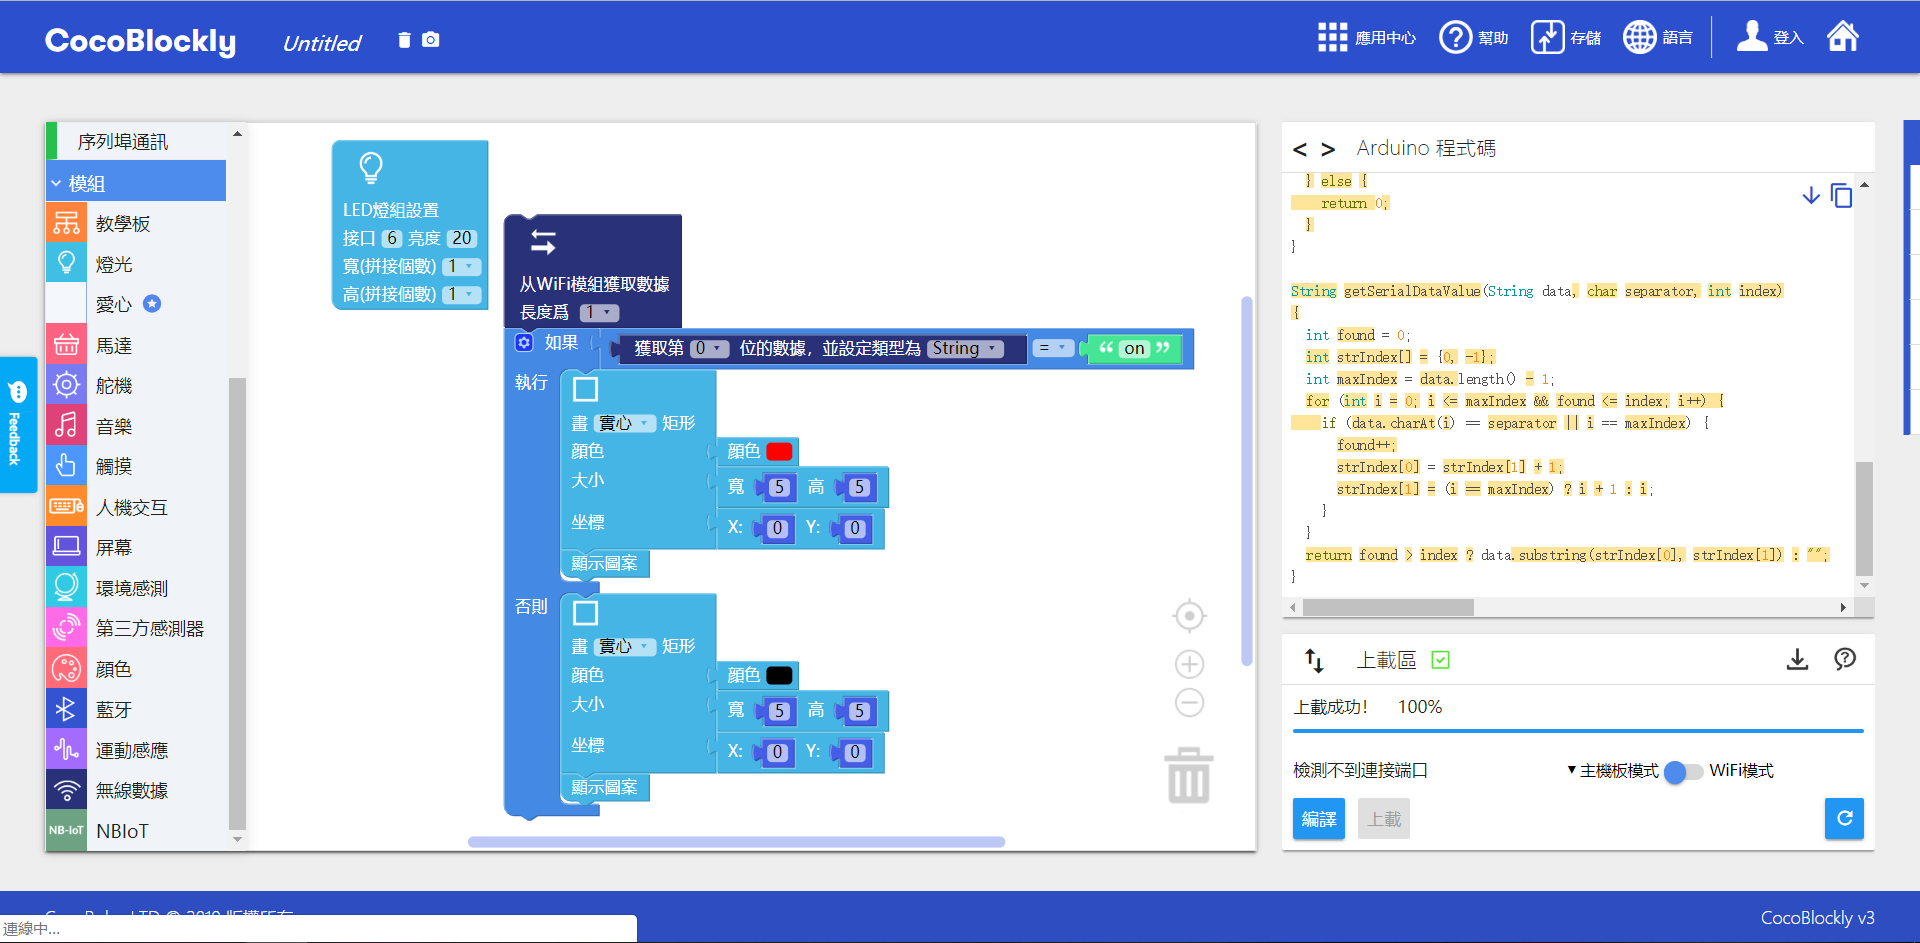 CocoBlockly
Untitled
應用中心
幫助
存儲
語言
登入
Feedback
序列埠通訊
模組
教學板
燈光
愛心
馬達
舵機
音樂
觸摸
人機交互
屏幕
環境感測
第三方感測器
顏色
藍牙
運動感應
無線數據
NB-IoT NBIoT
LED燈組設置
接口 6 亮度 20
寬(拼接個數) 1
高(拼接個數) 1
从WiFi模組獲取數據
長度爲 1
如果 獲取第 0 位的數據，並設定類型為 String = “ on ”
執行
畫 實心 矩形
顏色 顏色
大小 寬 5 高 5
坐標 X: 0 Y: 0
顯示圖案
否則
畫 實心 矩形
顏色 顏色
大小 寬 5 高 5
坐標 X: 0 Y: 0
顯示圖案
< > Arduino 程式碼
} else {
return 0;
}
}
String getSerialDataValue(String data, char separator, int index)
{
int found = 0;
int strIndex[] = {0, -1};
int maxIndex = data.length() - 1;
for (int i = 0; i <= maxIndex && found <= index; i++) {
if (data.charAt(i) == separator || i == maxIndex) {
found++;
strIndex[0] = strIndex[1] + 1;
strIndex[1] = (i == maxIndex) ? i + 1 : i;
}
}
return found > index ? data.substring(strIndex[0], strIndex[1]) : "";
}
上載區
上載成功! 100%
檢測不到連接端口
▼主機板模式 WiFi模式
編譯 上載
連線中...
CocoBlockly v3